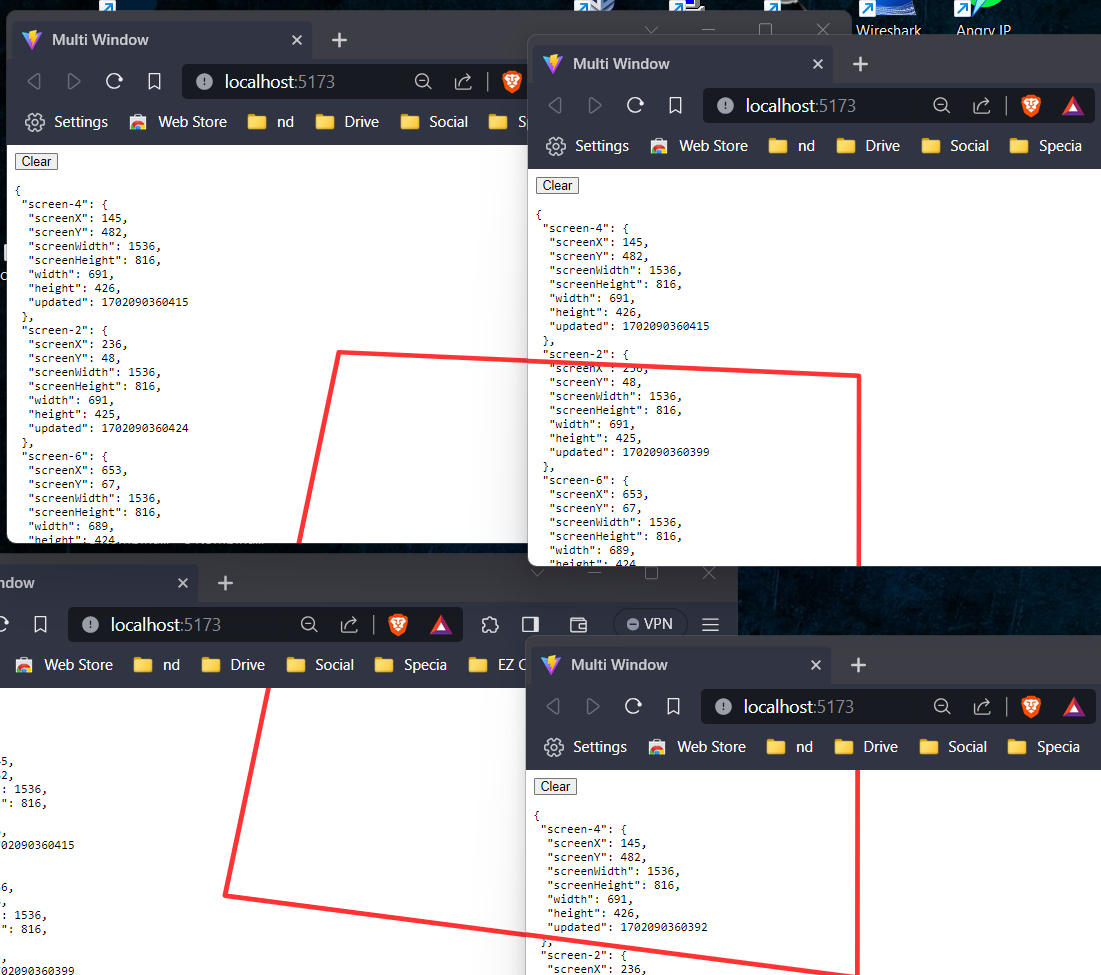 Wireshark
Angry IP
Multi Window
localhost:5173
Settings Web Store nd Drive Social
Clear
{
"screen-4": {
"screenX": 145,
"screenY": 482,
"screenWidth": 1536,
"screenHeight": 816,
"width": 691,
"height": 426,
"updated": 1702090360415
},
"screen-2": {
"screenX": 236,
"screenY": 48,
"screenWidth": 1536,
"screenHeight": 816,
"width": 691,
"height": 425,
"updated": 1702090360424
},
"screen-6": {
"screenX": 653,
"screenY": 67,
"screenWidth": 1536,
"screenHeight": 816,
"width": 689,
"height": 424,
Multi Window
localhost:5173
Settings Web Store nd Drive Social Specia
Clear
{
"screen-4": {
"screenX": 145,
"screenY": 482,
"screenWidth": 1536,
"screenHeight": 816,
"width": 691,
"height": 426,
"updated": 1702090360415
},
"screen-2": {
"screenX": 236,
"screenY": 48,
"screenWidth": 1536,
"screenHeight": 816,
"width": 691,
"height": 425,
"updated": 1702090360399
},
"screen-6": {
"screenX": 653,
"screenY": 67,
"screenWidth": 1536,
"screenHeight": 816,
"width": 689,
"height": 424
ndow
localhost:5173
VPN
Web Store nd Drive Social Specia EZ
5,
2,
: 1536,
": 816,
,
02090360415
6,
,
: 1536,
": 816,
,
02090360399
Multi Window
localhost:5173
Settings Web Store nd Drive Social Specia
Clear
{
"screen-4": {
"screenX": 145,
"screenY": 482,
"screenWidth": 1536,
"screenHeight": 816,
"width": 691,
"height": 426,
"updated": 1702090360392
},
"screen-2": {
"screenX": 236,